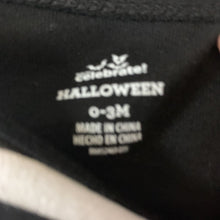 celebrate!
HALLOWEEN
0-3M
MADE IN CHINA
HECHO EN CHINA